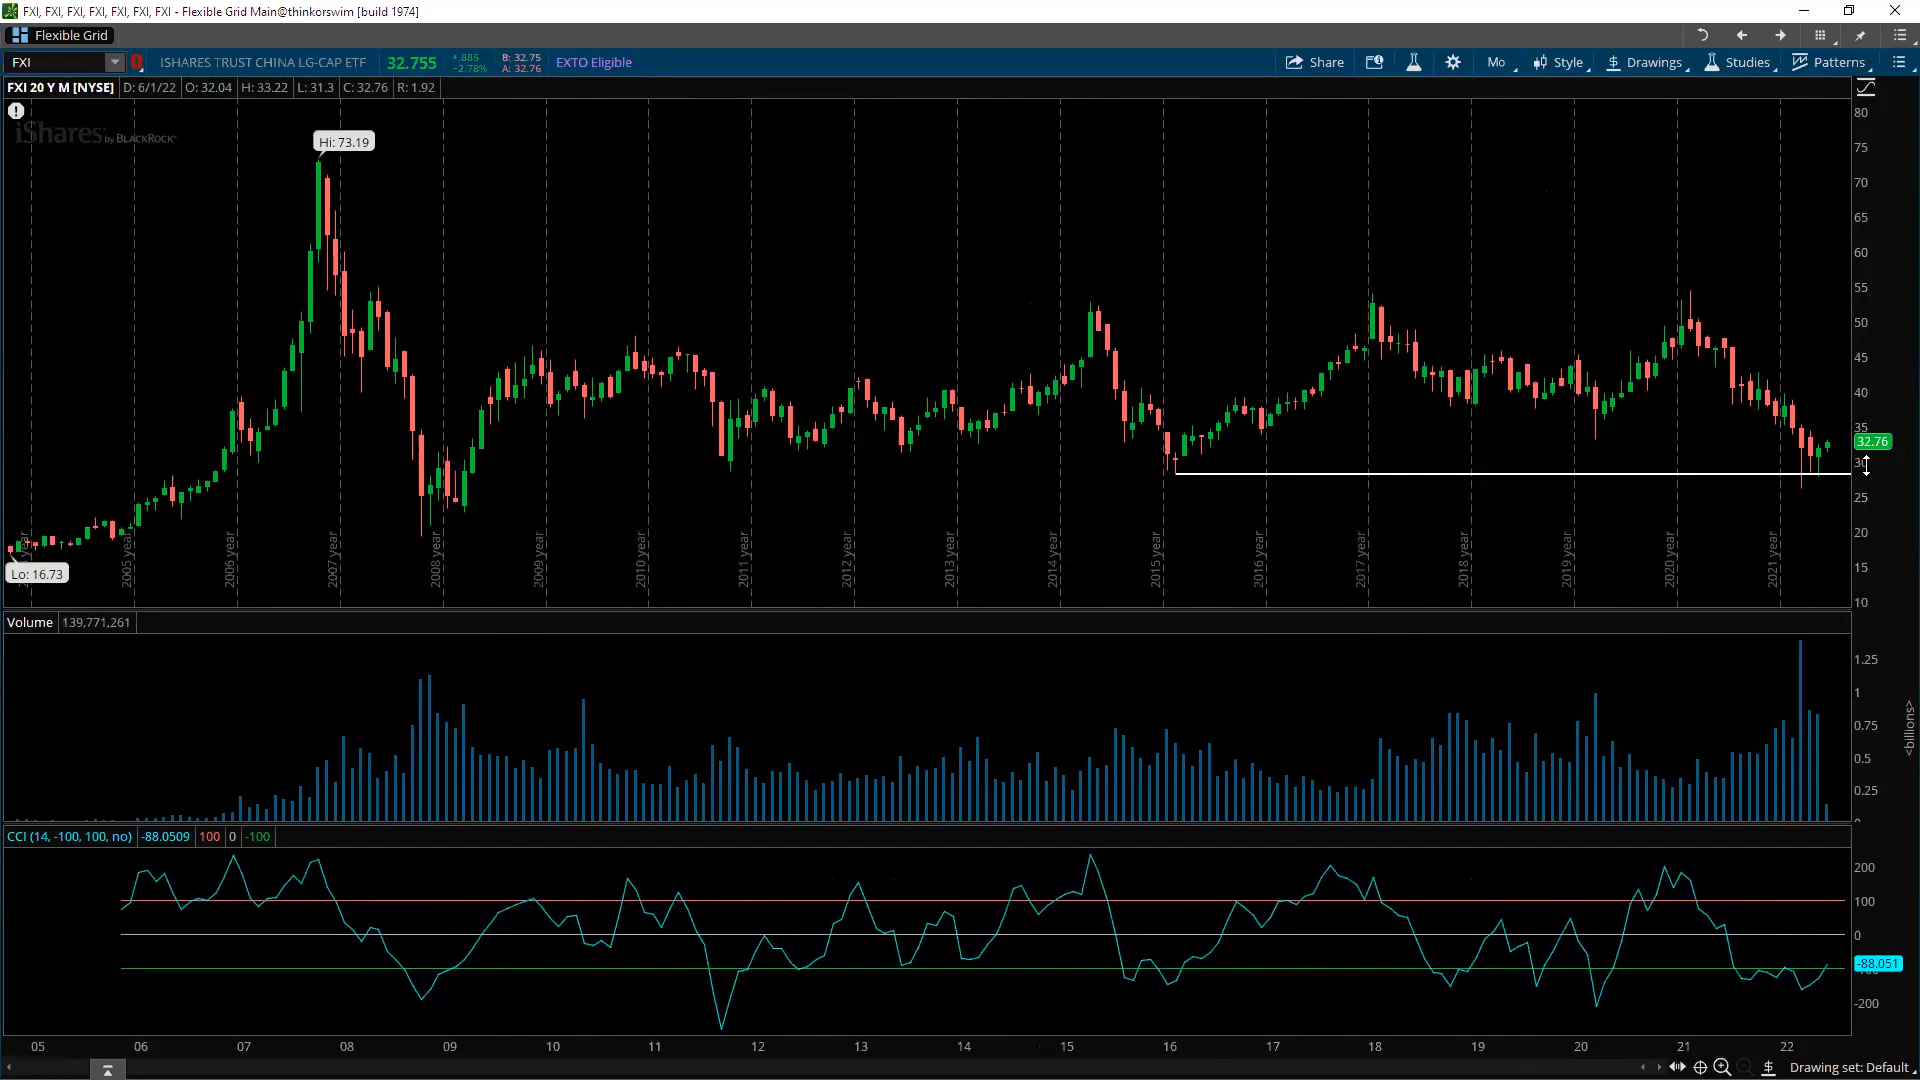 FXI, FXI, FXI, FXI, FXI, FXI, FXI - Flexible Grid Main@thinkorswim [build 1974]
Flexible Grid
FXI
ISHARES TRUST CHINA LG-CAP ETF
32.755
+.885
-2.78%
B: 32.75
A: 32.76
EXTO Eligible
Share
Mo
Style
Drawings
Studies
Patterns
FXI 20 Y M [NYSE] D: 6/1/22 O: 32.04 H: 33.22 L: 31.3 C: 32.76 R: 1.92
iShares by BLACKROCK
Hi: 73.19
Lo: 16.73
80
75
70
65
60
55
50
45
40
35
32.76
30
25
20
15
10
2005 year
2006 year
2007 year
2008 year
2009 year
2010 year
2011 year
2012 year
2013 year
2014 year
2015 year
2016 year
2017 year
2018 year
2019 year
2020 year
2021 year
Volume 139,771,261
1.25
1
0.75
0.5
0.25
<billions>
CCI (14, -100, 100, no) -88.0509 100 0 -100
200
100
0
-88.051
-200
05 06 07 08 09 10 11 12 13 14 15 16 17 18 19 20 21 22
Drawing set: Default